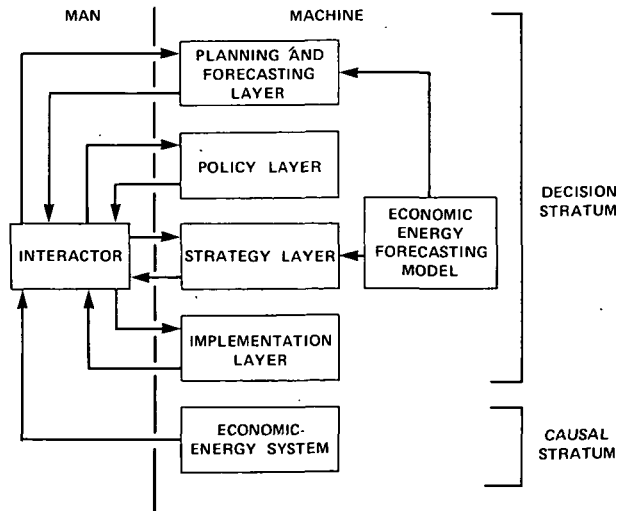 MAN
MACHINE
PLANNING AND
FORECASTING
LAYER
POLICY LAYER
INTERACTOR
STRATEGY LAYER
ECONOMIC
ENERGY
FORECASTING
MODEL
DECISION
STRATUM
IMPLEMENTATION
LAYER
ECONOMIC-
ENERGY SYSTEM
CAUSAL
STRATUM